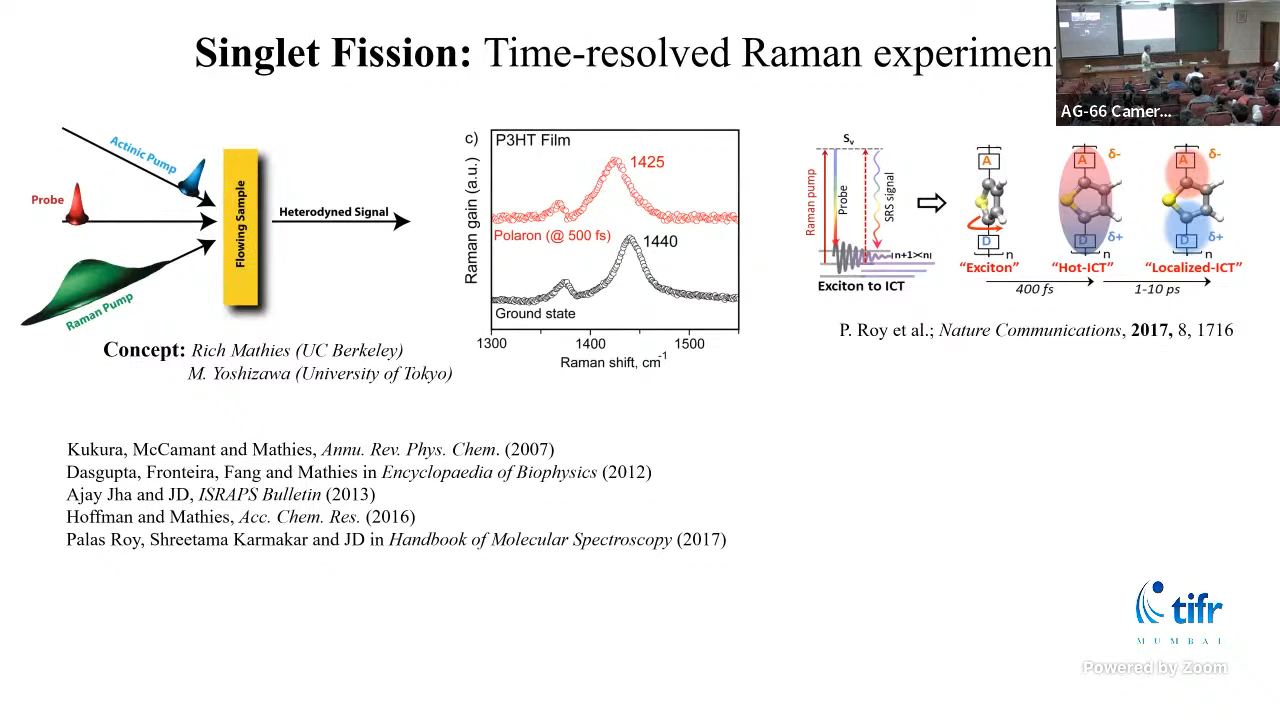 Singlet Fission: Time-resolved Raman experiment
AG-66 Camer...
Actinic Pump
Probe
Raman Pump
Flowing Sample
Heterodyned Signal
Concept: Rich Mathies (UC Berkeley)
M. Yoshizawa (University of Tokyo)
c)
P3HT Film
1425
Polaron (@ 500 fs)
1440
Ground state
Raman gain (a.u.)
1300 1400 1500
Raman shift, cm-1
Sv
Raman pump
Probe
SRS signal
|n+1><n|
Exciton to ICT
A
D
n
"Exciton"
A
δ-
D
δ+
n
"Hot-ICT"
A
δ-
D
δ+
n
"Localized-ICT"
400 fs
1-10 ps
P. Roy et al.; Nature Communications, 2017, 8, 1716
Kukura, McCamant and Mathies, Annu. Rev. Phys. Chem. (2007)
Dasgupta, Fronteira, Fang and Mathies in Encyclopaedia of Biophysics (2012)
Ajay Jha and JD, ISRAPS Bulletin (2013)
Hoffman and Mathies, Acc. Chem. Res. (2016)
Palas Roy, Shreetama Karmakar and JD in Handbook of Molecular Spectroscopy (2017)
tifr
MUMBAI
Powered by Zoom